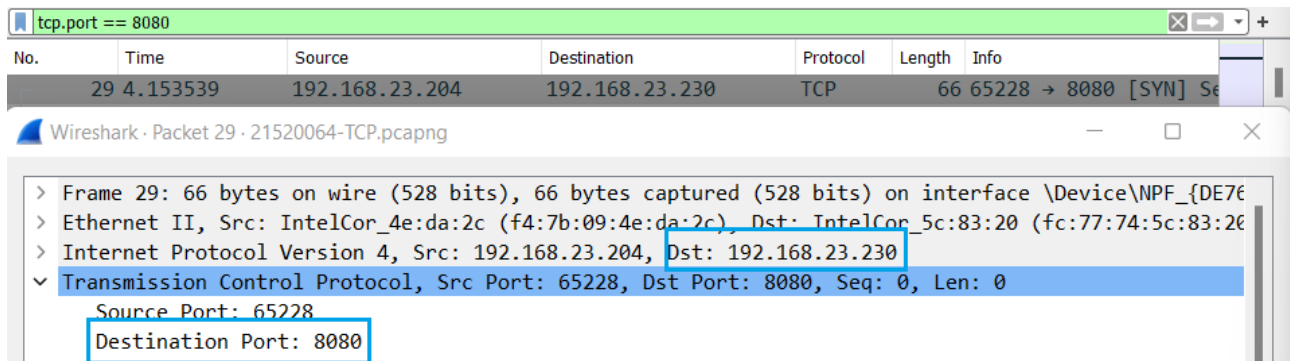 tcp.port == 8080
No. Time Source Destination Protocol Length Info
29 4.153539 192.168.23.204 192.168.23.230 TCP 66 65228 → 8080 [SYN] Se
Wireshark · Packet 29 · 21520064-TCP.pcapng
Frame 29: 66 bytes on wire (528 bits), 66 bytes captured (528 bits) on interface \Device\NPF_{DE76
Ethernet II, Src: IntelCor_4e:da:2c (f4:7b:09:4e:da:2c), Dst: IntelCor_5c:83:20 (fc:77:74:5c:83:20
Internet Protocol Version 4, Src: 192.168.23.204, Dst: 192.168.23.230
Transmission Control Protocol, Src Port: 65228, Dst Port: 8080, Seq: 0, Len: 0
Source Port: 65228
Destination Port: 8080